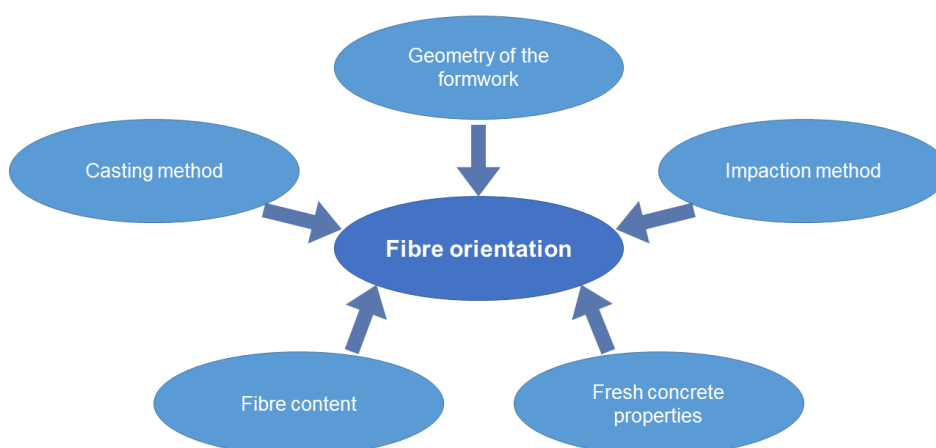 Geometry of the
formwork
Casting method
Impaction method
Fibre orientation
Fibre content
Fresh concrete
properties